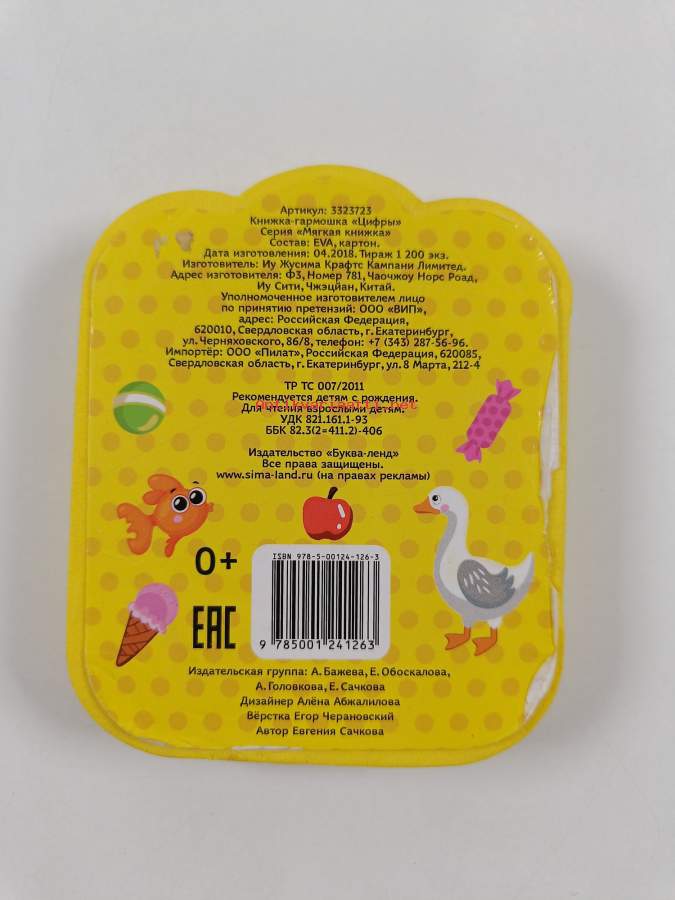 Артикул: 3323723
Книжка-гармошка «Цифры»
Серия «Мягкая книжка»
Состав: EVA, картон.
Дата изготовления: 04.2018. Тираж 1 200 экз.
Изготовитель: Иу Жусима Крафтс Кампани Лимитед.
Адрес изготовителя: Ф3, Номер 781, Чаочжоу Норс Роад,
Иу Сити, Чжэцйан, Китай.
Уполномоченное изготовителем лицо
по принятию претензий: ООО «ВИП»,
адрес: Российская Федерация,
620010, Свердловская область, г. Екатеринбург,
ул. Черняховского, 86/8, телефон: +7 (343) 287-56-96.
Импортёр: ООО «Пилат», Российская Федерация, 620085,
Свердловская область, г. Екатеринбург, ул. 8 Марта, 212-4
ТР ТС 007/2011
Рекомендуется детям с рождения.
Для чтения взрослыми детям.
УДК 821.161.1-93
ББК 82.3(2=411.2)-406
Издательство «Буква-ленд»
Все права защищены.
www.sima-land.ru (на правах рекламы)
0+
ISBN 978-5-00124-126-3
9 785001 241263
EAC
Издательская группа: А. Бажева, Е. Обоскалова,
А. Головкова, Е. Сачкова
Дизайнер Алёна Абжалилова
Вёрстка Егор Черановский
Автор Евгения Сачкова